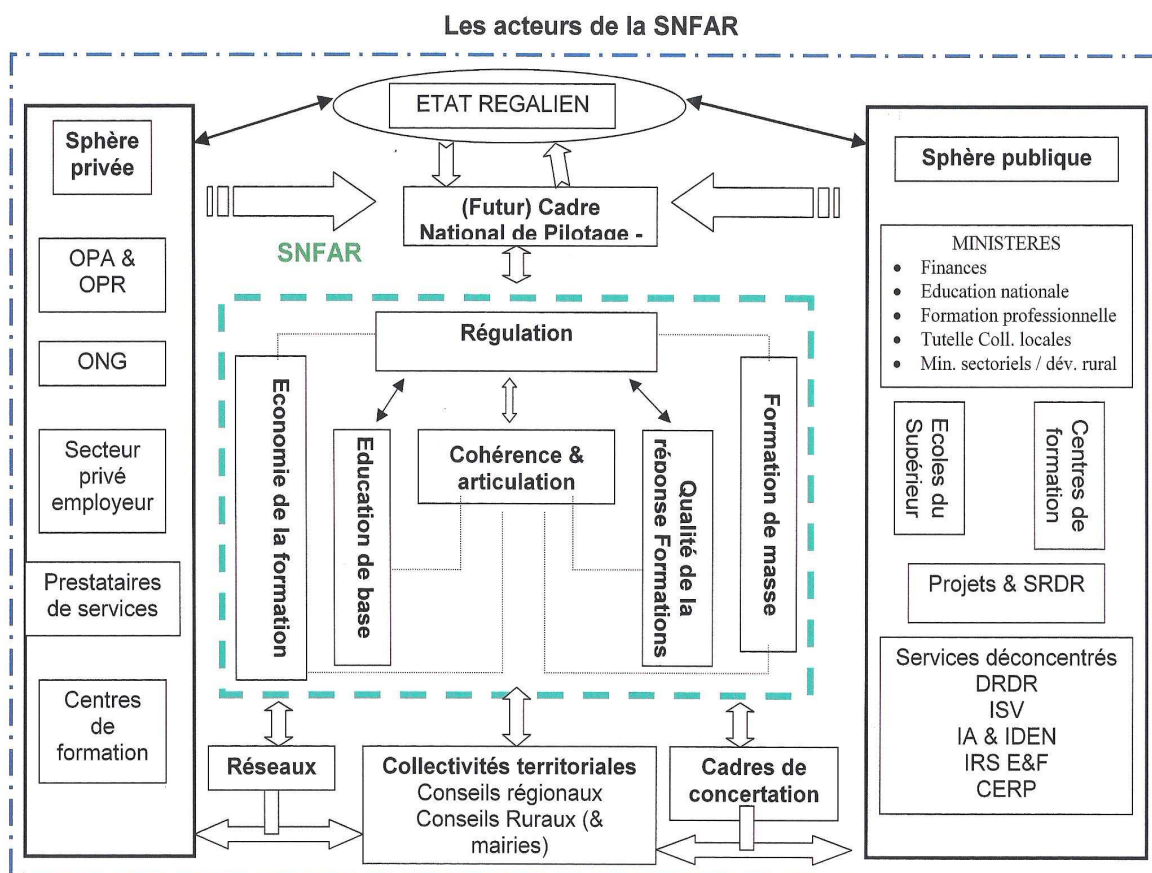 Les acteurs de la SNFAR
ETAT REGALIEN
Sphère
privée
OPA &
OPR
ONG
Secteur
privé
employeur
Prestataires
de services
Centres
de
formation
(Futur) Cadre
National de Pilotage -
SNFAR
Régulation
Economie de la formation
Education de base
Cohérence &
articulation
Qualité de la
réponse Formations
Formation de masse
Réseaux
Collectivités territoriales
Conseils régionaux
Conseils Ruraux (&
mairies)
Cadres de
concertation
Sphère publique
MINISTERES
• Finances
• Education nationale
• Formation professionnelle
• Tutelle Coll. locales
• Min. sectoriels / dév. rural
Ecoles du
Supérieur
Centres de
formation
Projets & SRDR
Services déconcentrés
DRDR
ISV
IA & IDEN
IRS E&F
CERP